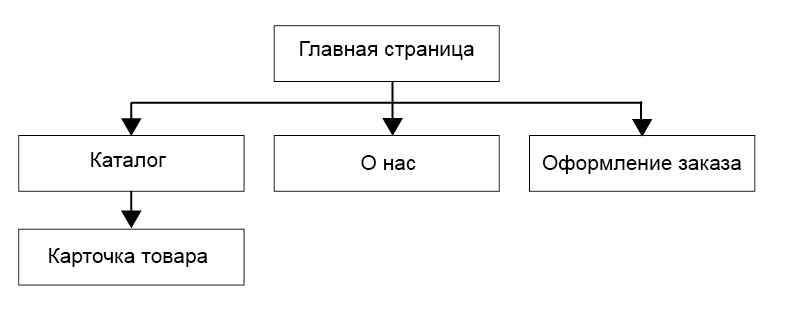 Главная страница
Каталог
О нас
Оформление заказа
Карточка товара